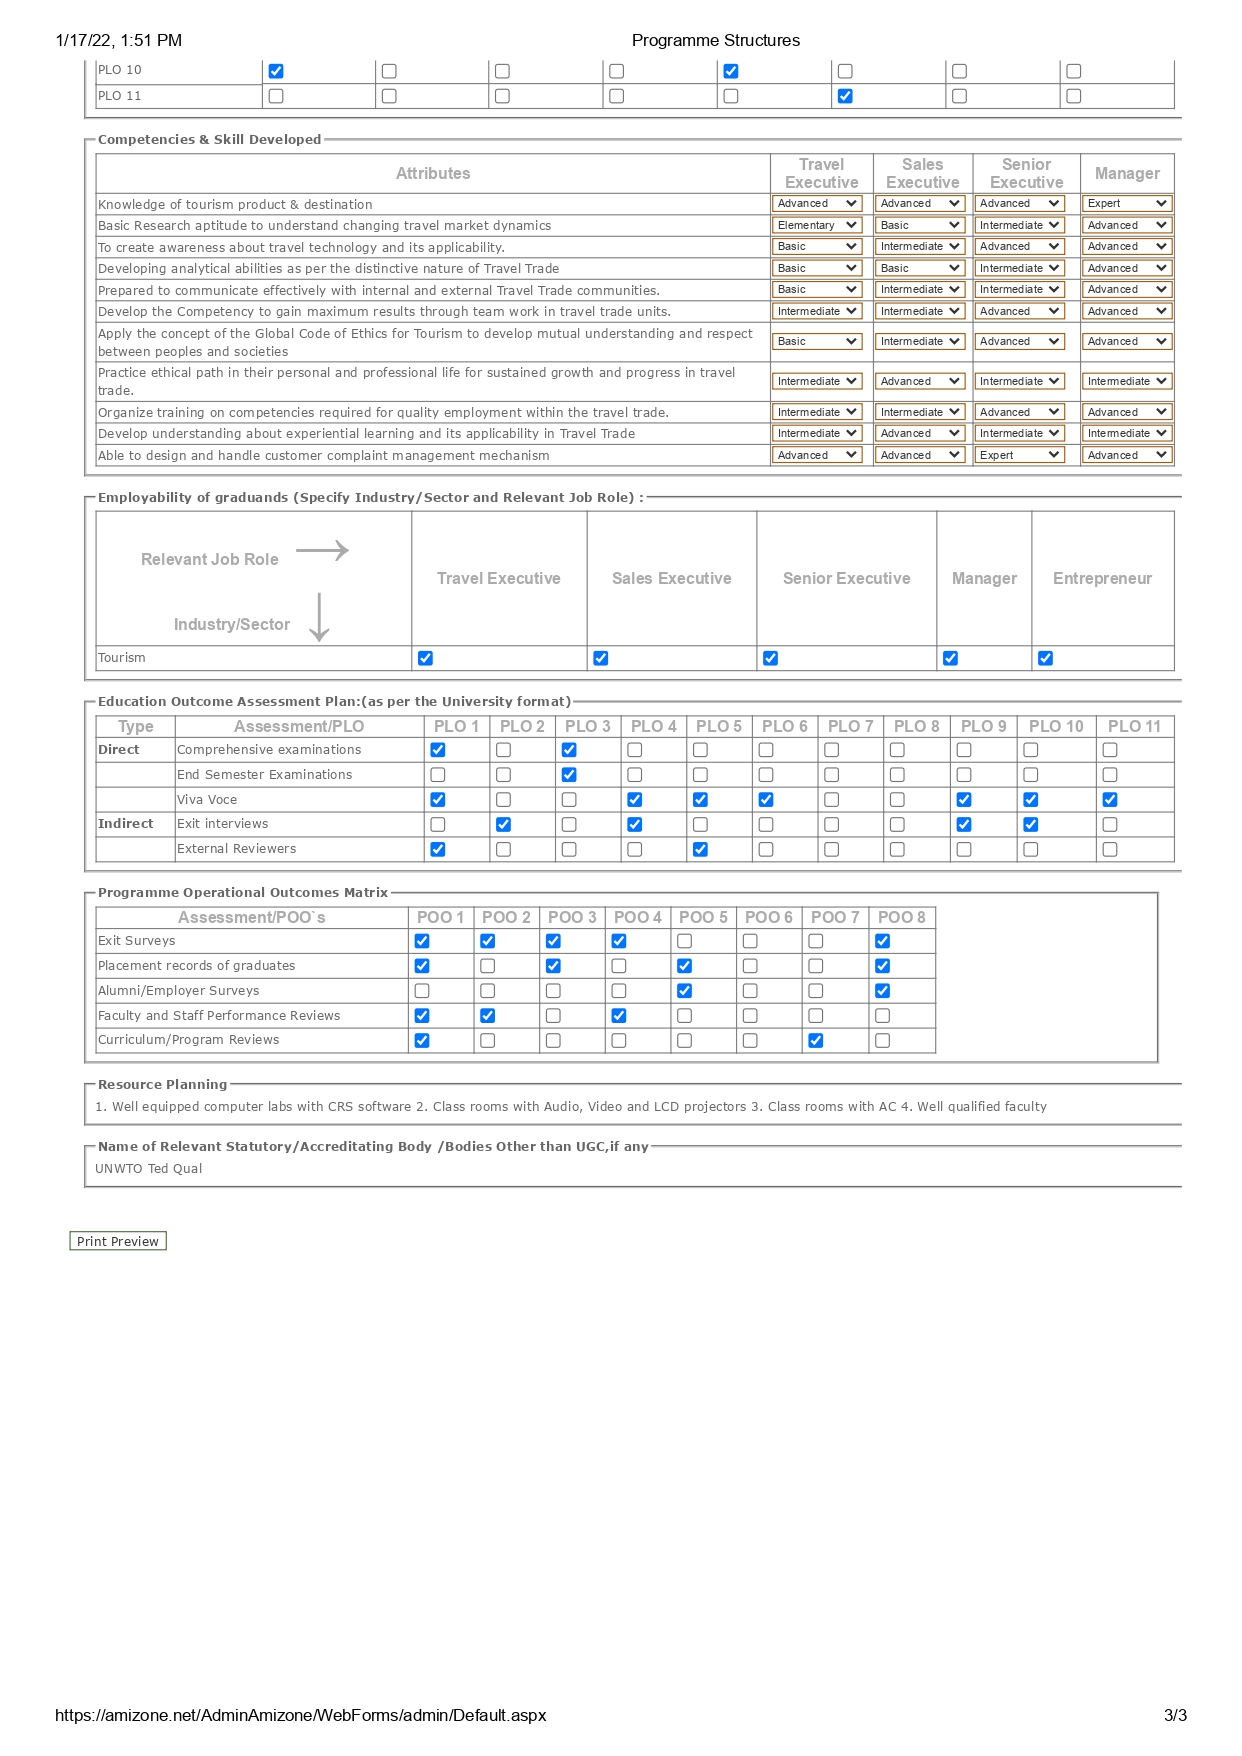 1/17/22, 1:51 PM Programme Structures
PLO 10
PLO 11
Competencies & Skill Developed
Attributes Travel Executive Sales Executive Senior Executive Manager
Knowledge of tourism product & destination Advanced Advanced Advanced Expert
Basic Research aptitude to understand changing travel market dynamics Elementary Basic Intermediate Advanced
To create awareness about travel technology and its applicability. Basic Intermediate Advanced Advanced
Developing analytical abilities as per the distinctive nature of Travel Trade Basic Basic Intermediate Advanced
Prepared to communicate effectively with internal and external Travel Trade communities. Basic Intermediate Intermediate Advanced
Develop the Competency to gain maximum results through team work in travel trade units. Intermediate Intermediate Advanced Advanced
Apply the concept of the Global Code of Ethics for Tourism to develop mutual understanding and respect
between peoples and societies Basic Intermediate Advanced Advanced
Practice ethical path in their personal and professional life for sustained growth and progress in travel
trade. Intermediate Advanced Intermediate Intermediate
Organize training on competencies required for quality employment within the travel trade. Intermediate Intermediate Advanced Advanced
Develop understanding about experiential learning and its applicability in Travel Trade Intermediate Advanced Intermediate Intermediate
Able to design and handle customer complaint management mechanism Advanced Advanced Expert Advanced
Employability of graduands (Specify Industry/Sector and Relevant Job Role) :
Relevant Job Role
Industry/Sector
Travel Executive Sales Executive Senior Executive Manager Entrepreneur
Tourism
Education Outcome Assessment Plan:(as per the University format)
Type Assessment/PLO PLO 1 PLO 2 PLO 3 PLO 4 PLO 5 PLO 6 PLO 7 PLO 8 PLO 9 PLO 10 PLO 11
Direct Comprehensive examinations
End Semester Examinations
Viva Voce
Indirect Exit interviews
External Reviewers
Programme Operational Outcomes Matrix
Assessment/POO`s POO 1 POO 2 POO 3 POO 4 POO 5 POO 6 POO 7 POO 8
Exit Surveys
Placement records of graduates
Alumni/Employer Surveys
Faculty and Staff Performance Reviews
Curriculum/Program Reviews
Resource Planning
1. Well equipped computer labs with CRS software 2. Class rooms with Audio, Video and LCD projectors 3. Class rooms with AC 4. Well qualified faculty
Name of Relevant Statutory/Accreditating Body /Bodies Other than UGC,if any
UNWTO Ted Qual
Print Preview
https://amizone.net/AdminAmizone/WebForms/admin/Default.aspx 3/3